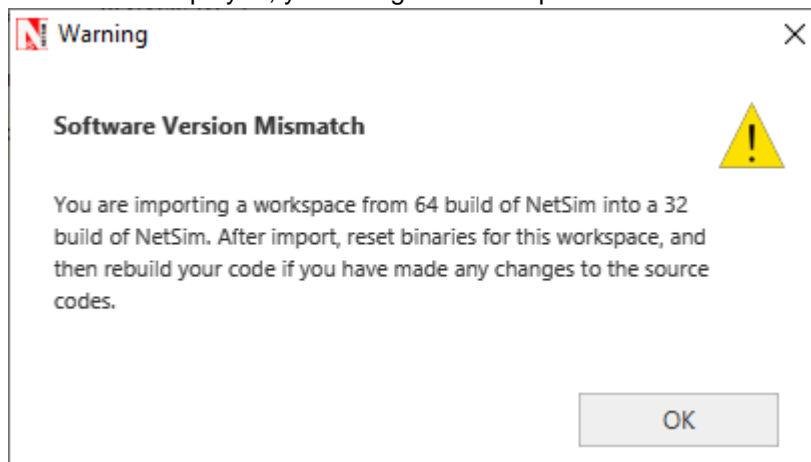 Warning
Software Version Mismatch
You are importing a workspace from 64 build of NetSim into a 32
build of NetSim. After import, reset binaries for this workspace, and
then rebuild your code if you have made any changes to the source
codes.
OK